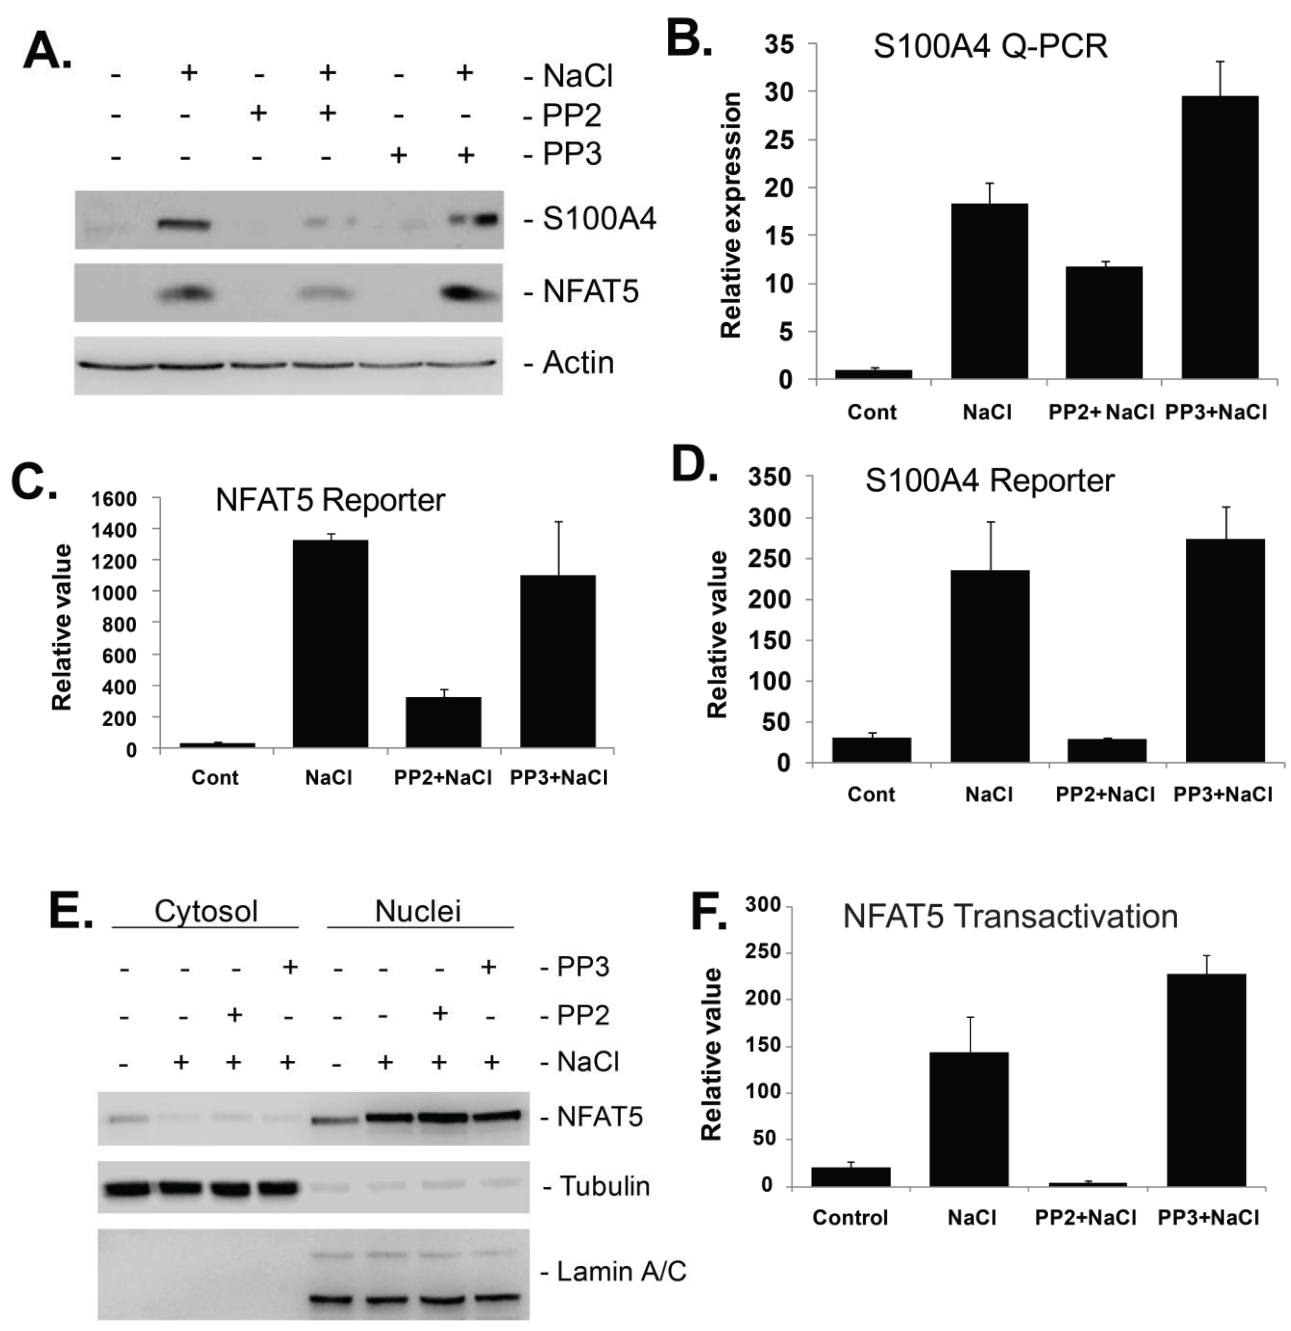 A.
- + - + - + - NaCl
- - + + - - - PP2
- - - - + + - PP3
- S100A4
- NFAT5
- Actin
B.
S100A4 Q-PCR
Relative expression
35
30
25
20
15
10
5
0
Cont NaCl PP2+ NaCl PP3+NaCl
C.
NFAT5 Reporter
Relative value
1600
1400
1200
1000
800
600
400
200
0
Cont NaCl PP2+NaCl PP3+NaCl
D.
S100A4 Reporter
Relative value
350
300
250
200
150
100
50
0
Cont NaCl PP2+NaCl PP3+NaCl
E.
Cytosol Nuclei
- - - + - - - + - PP3
- - + - - - + - - PP2
- + + + - + + + - NaCl
- NFAT5
- Tubulin
- Lamin A/C
F.
NFAT5 Transactivation
Relative value
300
250
200
150
100
50
0
Control NaCl PP2+NaCl PP3+NaCl